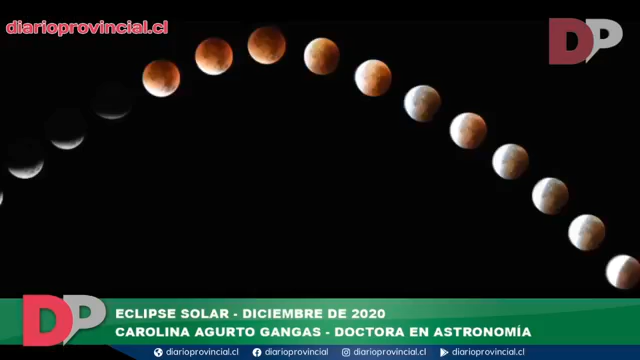 diarioprovincial.cl
DP
DP
ECLIPSE SOLAR - DICIEMBRE DE 2020
CAROLINA AGURTO GANGAS - DOCTORA EN ASTRONOMÍA
diarioprovincial.cl diarioprovincial diarioprovincial.cl diarioprovincial.cl